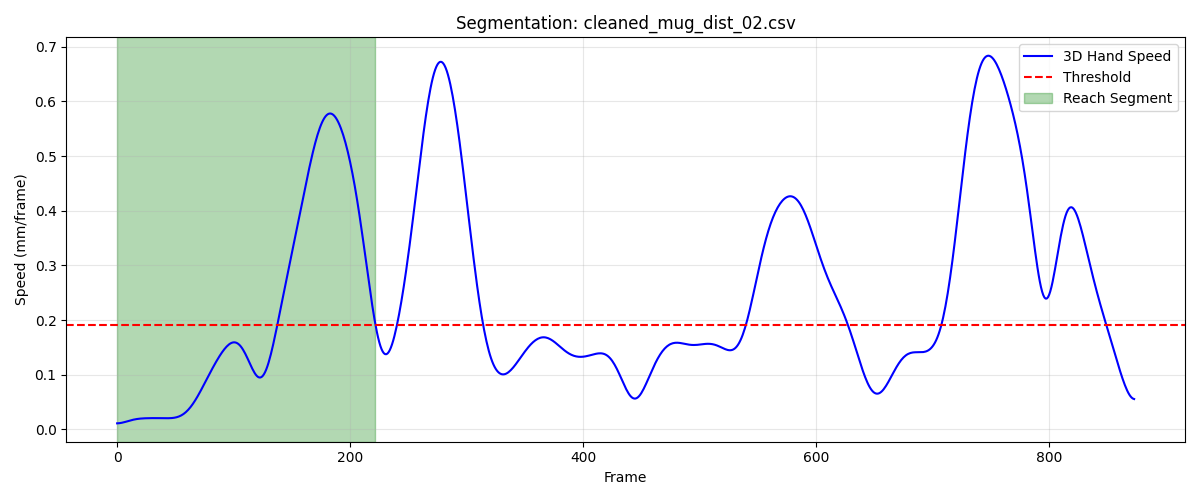 Segmentation: cleaned_mug_dist_02.csv
0.7
0.6
0.5
0.4
0.3
0.2
0.1
0.0
Speed (mm/frame)
3D Hand Speed
Threshold
Reach Segment
0 200 400 600 800
Frame